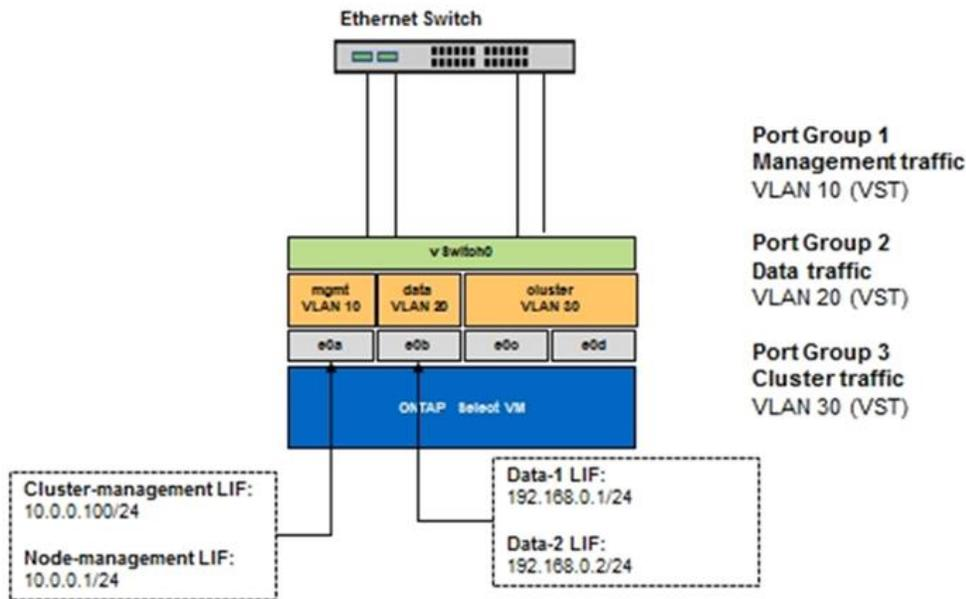 Ethernet Switch
Port Group 1
Management traffic
VLAN 10 (VST)
Port Group 2
Data traffic
VLAN 20 (VST)
Port Group 3
Cluster traffic
VLAN 30 (VST)
v Switch0
mgmt
VLAN 10
data
VLAN 20
cluster
VLAN 30
e0a
e0b
e0c
e0d
ONTAP Select VM
Cluster-management LIF:
10.0.0.100/24
Node-management LIF:
10.0.0.1/24
Data-1 LIF:
192.168.0.1/24
Data-2 LIF:
192.168.0.2/24